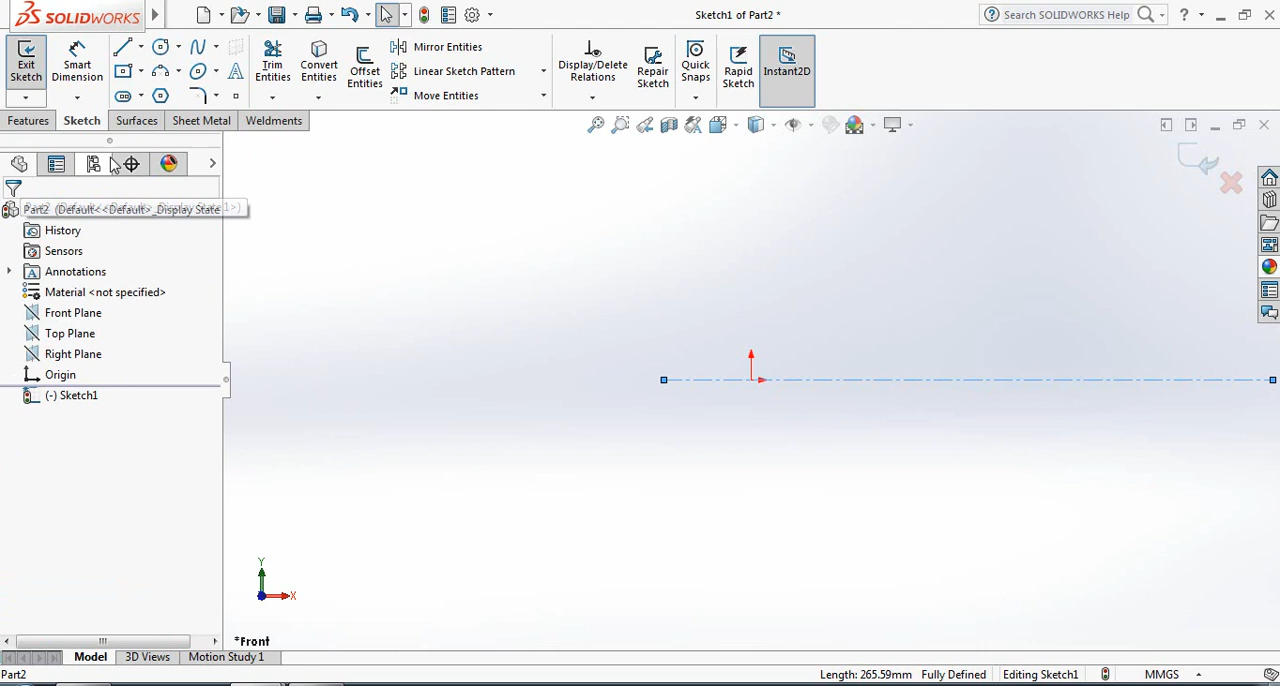 SOLIDWORKS
Sketch1 of Part2 *
Search SOLIDWORKS Help
?
Exit Sketch
Smart Dimension
Trim Entities
Convert Entities
Offset Entities
Mirror Entities
Linear Sketch Pattern
Move Entities
Display/Delete Relations
Repair Sketch
Quick Snaps
Rapid Sketch
Instant2D
Features
Sketch
Surfaces
Sheet Metal
Weldments
Part2 (Default<<Default>_Display State
History
Sensors
Annotations
Material <not specified>
Front Plane
Top Plane
Right Plane
Origin
(-) Sketch1
Y
X
*Front
Model
3D Views
Motion Study 1
Part2
Length: 265.59mm
Fully Defined
Editing Sketch1
MMGS